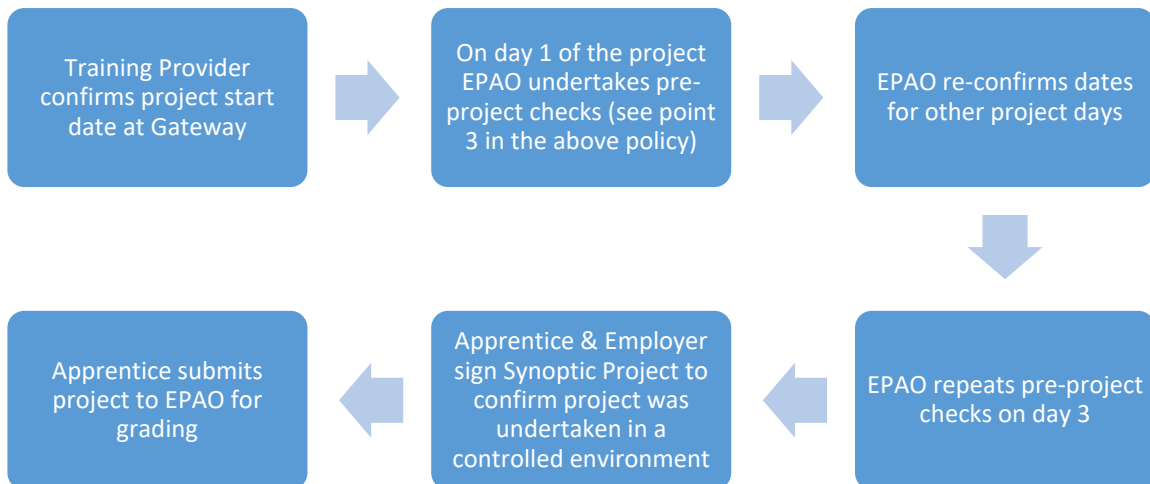 Training Provider
confirms project start
date at Gateway
On day 1 of the project
EPAO undertakes pre-
project checks (see point
3 in the above policy)
EPAO re-confirms dates
for other project days
EPAO repeats pre-project
checks on day 3
Apprentice & Employer
sign Synoptic Project to
confirm project was
undertaken in a
controlled environment
Apprentice submits
project to EPAO for
grading